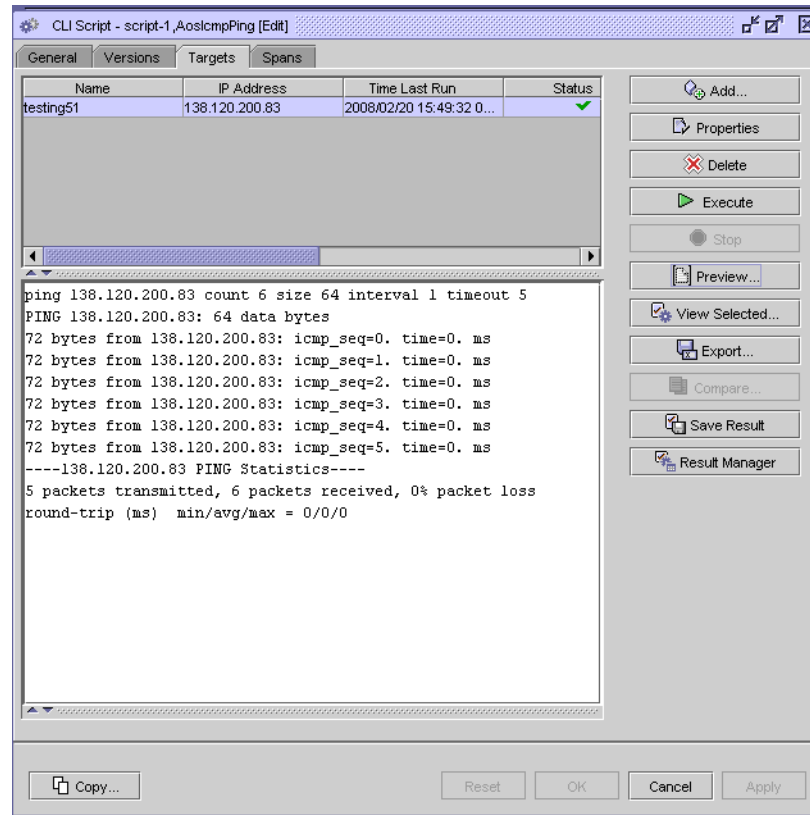 CLI Script - script-1,AosIcmpPing [Edit]
General Versions Targets Spans
Name IP Address Time Last Run Status
testing51 138.120.200.83 2008/02/20 15:49:32 0...
Add...
Properties
Delete
Execute
Stop
Preview...
View Selected...
Export...
Compare...
Save Result
Result Manager
ping 138.120.200.83 count 6 size 64 interval 1 timeout 5
PING 138.120.200.83: 64 data bytes
72 bytes from 138.120.200.83: icmp_seq=0. time=0. ms
72 bytes from 138.120.200.83: icmp_seq=1. time=0. ms
72 bytes from 138.120.200.83: icmp_seq=2. time=0. ms
72 bytes from 138.120.200.83: icmp_seq=3. time=0. ms
72 bytes from 138.120.200.83: icmp_seq=4. time=0. ms
72 bytes from 138.120.200.83: icmp_seq=5. time=0. ms
----138.120.200.83 PING Statistics----
5 packets transmitted, 6 packets received, 0% packet loss
round-trip (ms)  min/avg/max = 0/0/0
Copy... Reset OK Cancel Apply